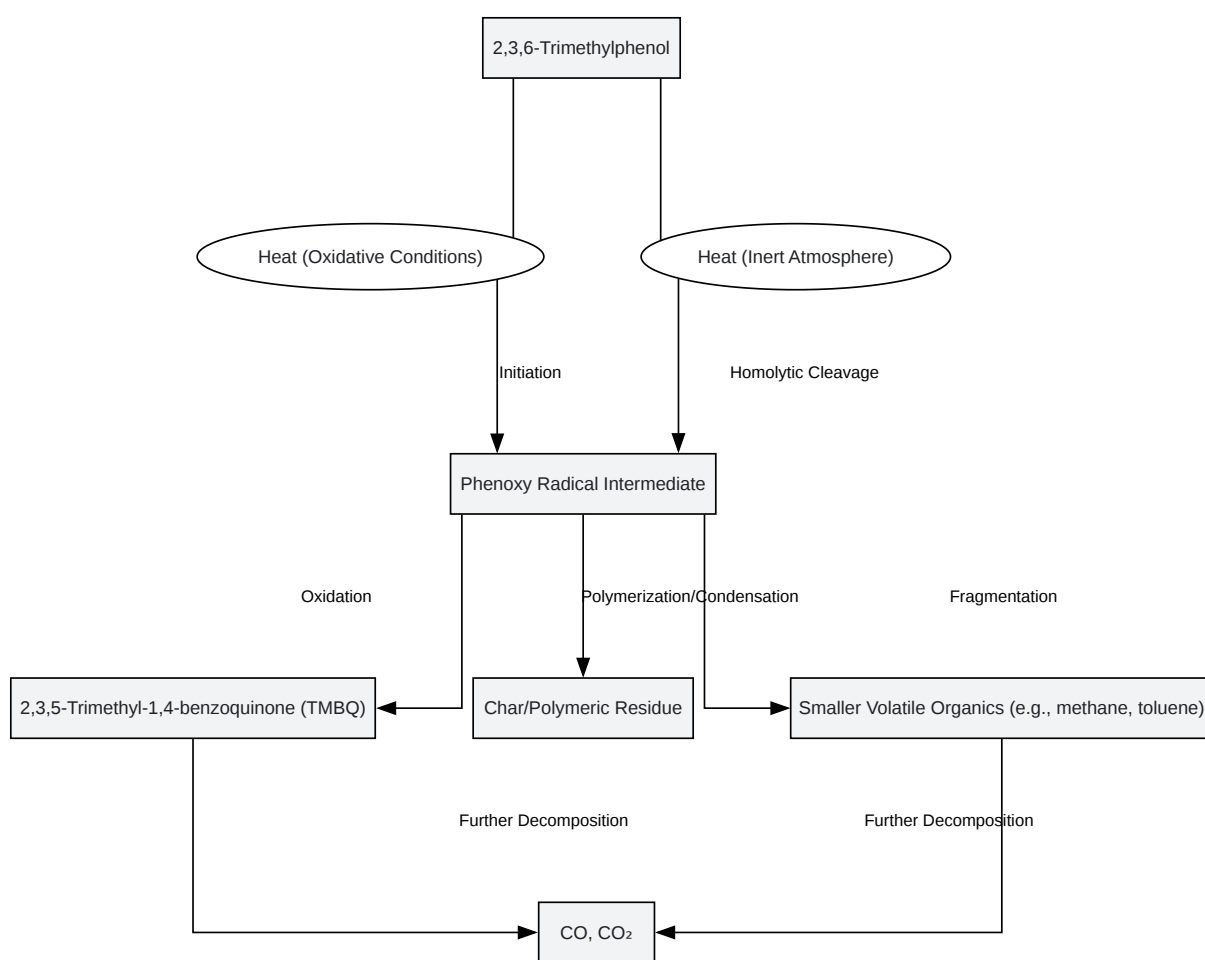 2,3,6-Trimethylphenol
Heat (Oxidative Conditions)
Heat (Inert Atmosphere)
Initiation
Homolytic Cleavage
Phenoxy Radical Intermediate
Oxidation
Polymerization/Condensation
Fragmentation
2,3,5-Trimethyl-1,4-benzoquinone (TMBQ)
Char/Polymeric Residue
Smaller Volatile Organics (e.g., methane, toluene)
Further Decomposition
Further Decomposition
CO, CO₂